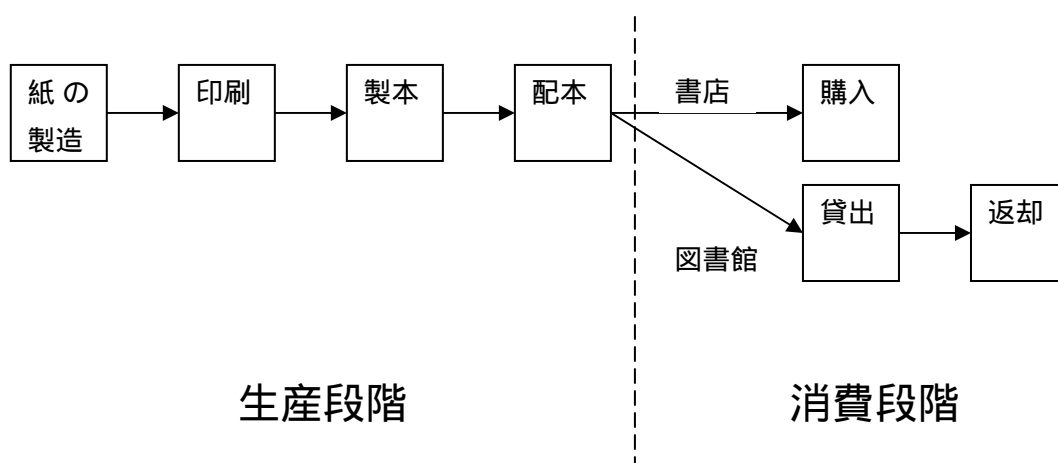 紙 の
製造
印刷
製本
配本
書店
購入
貸出
返却
図書館
生産段階
消費段階